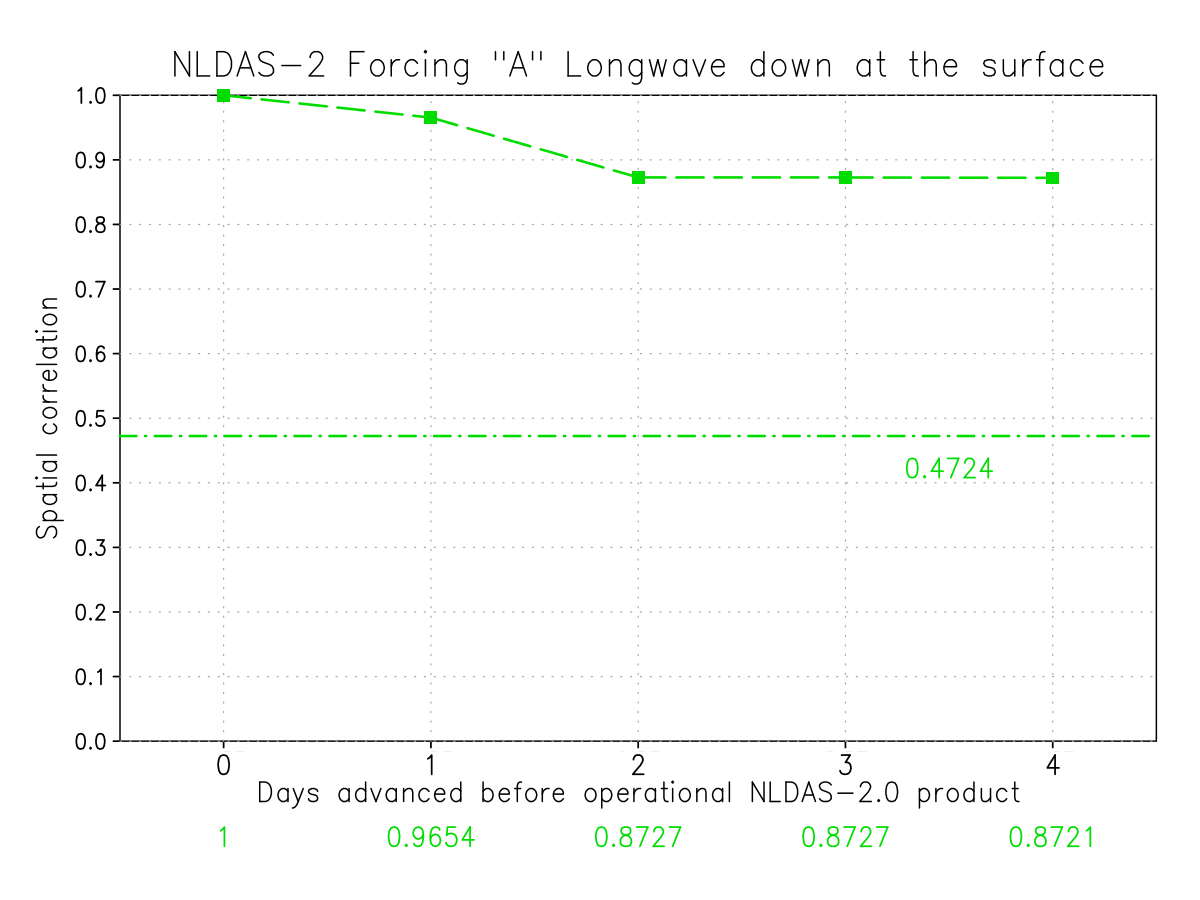 NLDAS-2 Forcing "A" Longwave down at the surface
1.0
0.9
0.8
0.7
0.6
0.5
0.4
0.3
0.2
0.1
0.0
Spatial correlation
0.4724
0 1 2 3 4
Days advanced before operational NLDAS-2.0 product
1 0.9654 0.8727 0.8727 0.8721